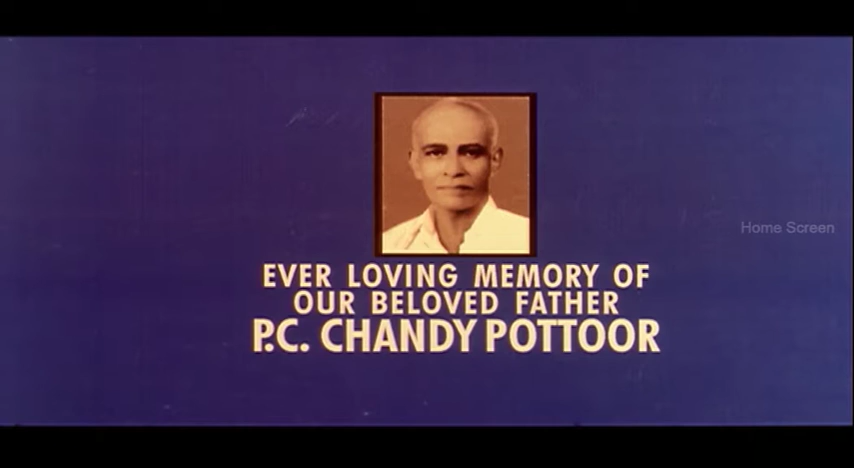 Home Screen
EVER LOVING MEMORY OF
OUR BELOVED FATHER
P.C. CHANDY POTTOOR